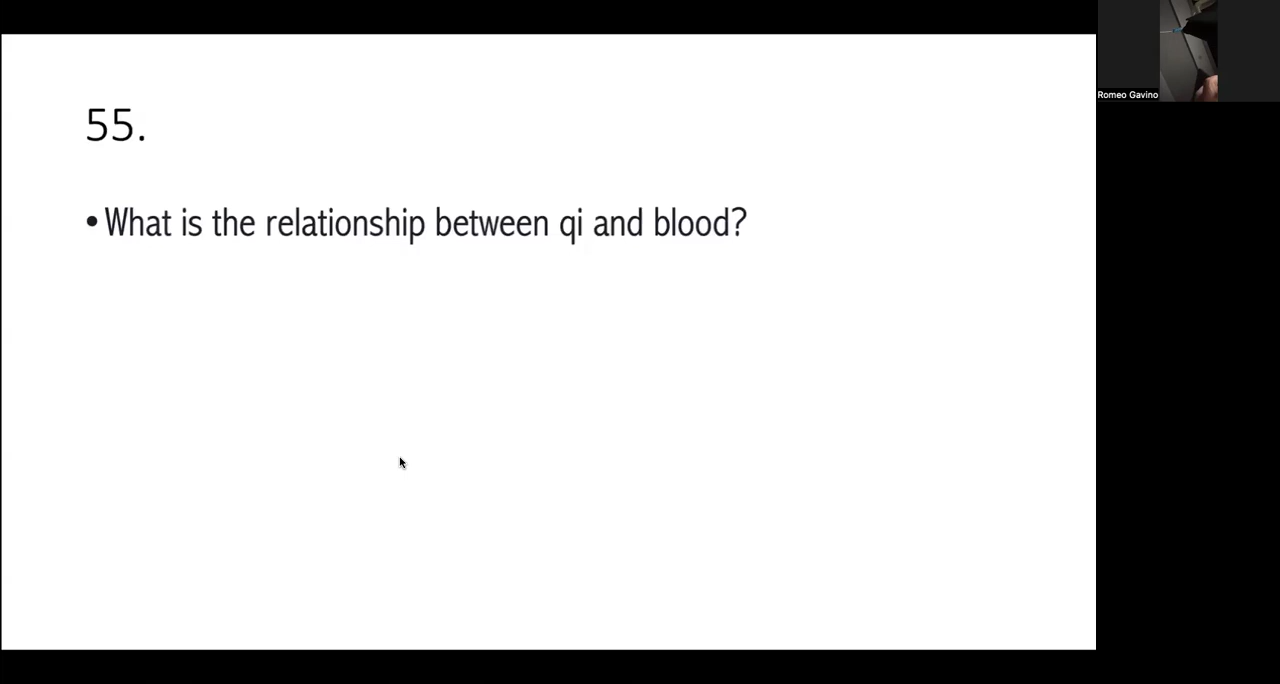 55.
• What is the relationship between qi and blood?
Romeo Gavino